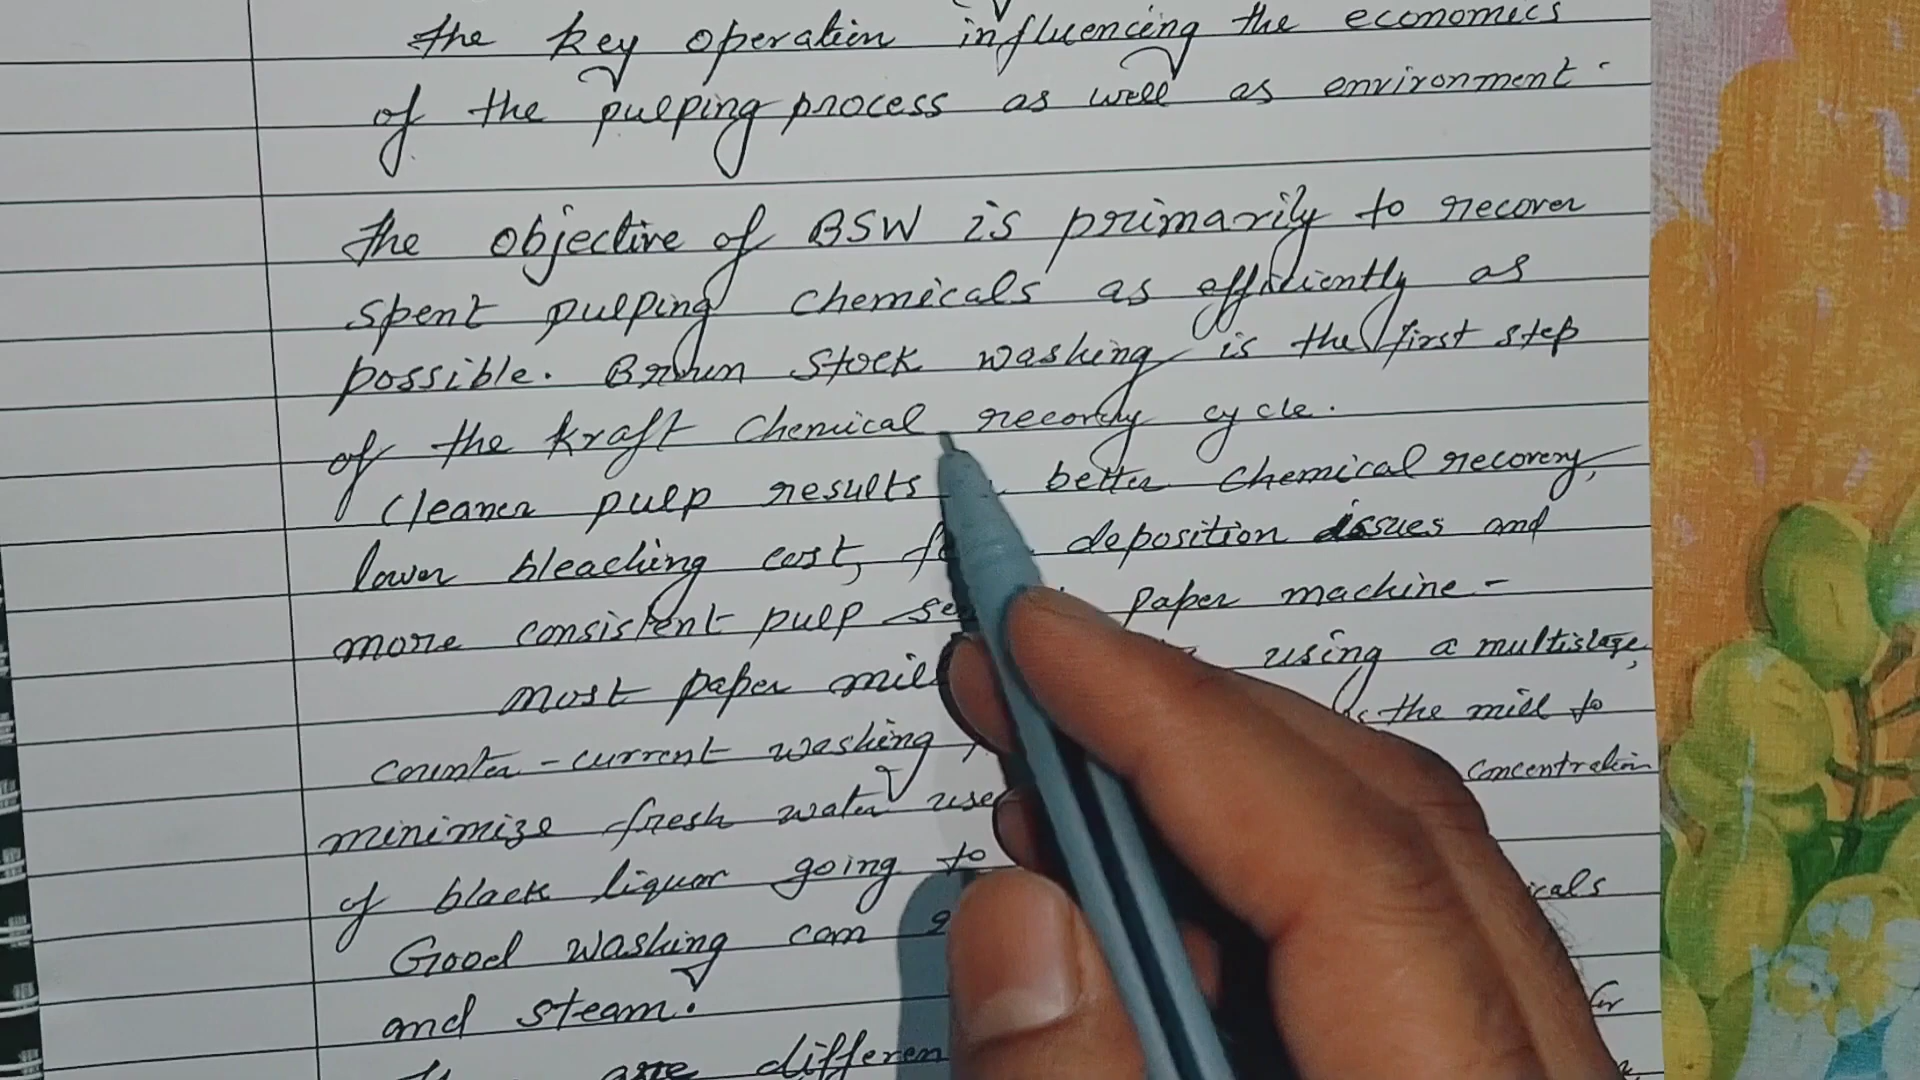 the key operation influencing the economics
of the pulping process as well as environment.
the objective of BSW is primarily to recover
spent pulping chemicals as efficiently as
possible. Brown stock washing is the first step
of the kraft chemical recovery cycle.
cleaner pulp results better chemical recovery,
lower bleaching cost, deposition issues and
more consistent pulp paper machine -
most paper using a multistage,
counter-current washing the mill to
minimize fresh water use concentration
of black liquor going to
Good washing can
and steam.
are